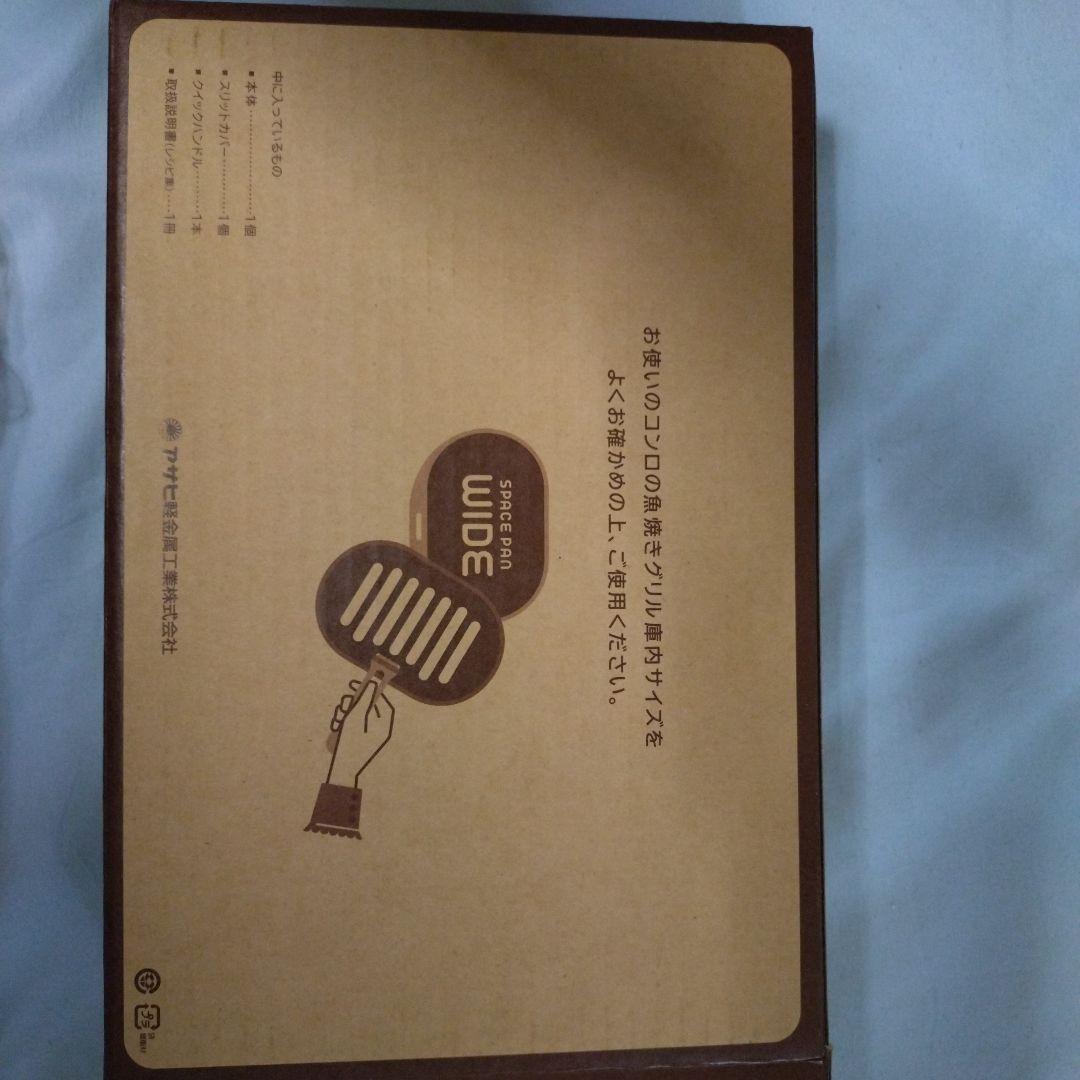 お使いのコンロの魚焼きグリル庫内サイズを
よくお確かめの上、ご使用ください。
SPACE PAN
WIDE
中に入っているもの
■ 本体……………………1個
■ スリットカバー…………1個
■ クイックハンドル………1本
■ 取扱説明書(レシピ集)……1冊
アサヒ軽金属工業株式会社
プラ